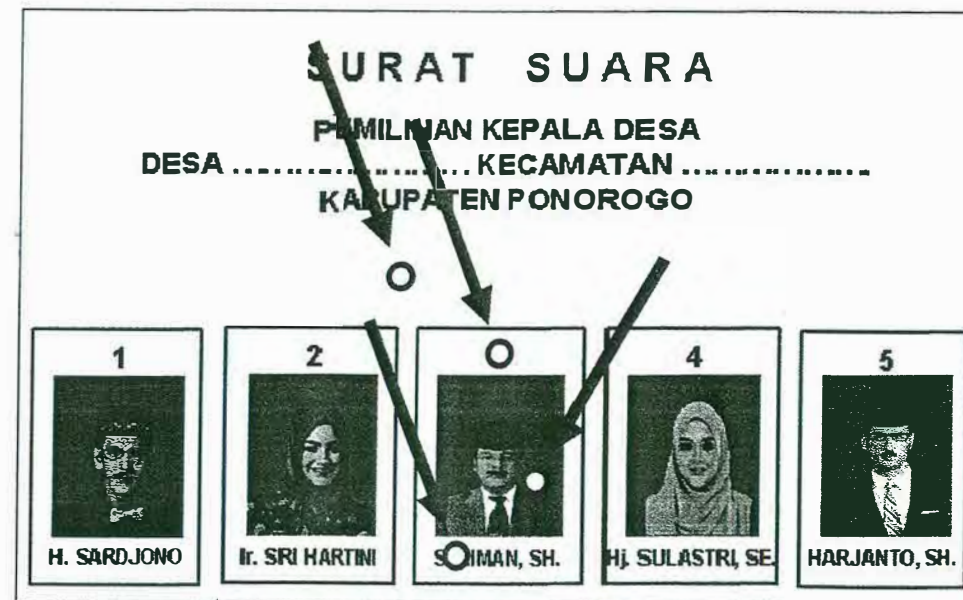 SURAT SUARA
PEMILIHAN KEPALA DESA
DESA ........................ KECAMATAN ...................
KABUPATEN PONOROGO
1 2 4 5
H. SARDJONO Ir. SRI HARTINI SH. Hj. SULASTRI, SE. HARJANTO, SH.